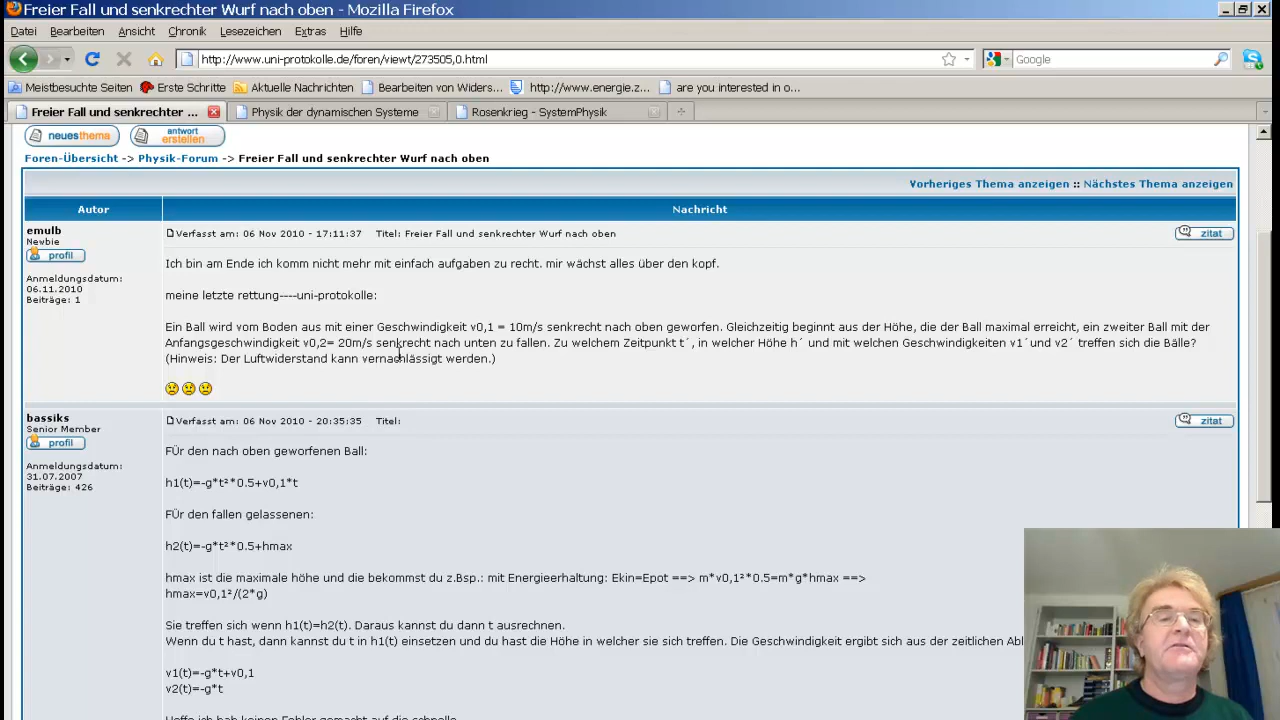 Freier Fall und senkrechter Wurf nach oben - Mozilla Firefox
Datei Bearbeiten Ansicht Chronik Lesezeichen Extras Hilfe
http://www.uni-protokolle.de/foren/viewt/273505,0.html
Google
Meistbesuchte Seiten Erste Schritte Aktuelle Nachrichten Bearbeiten von Widers... http://www.energie.z... are you interested in o...
Freier Fall und senkrechter ... Physik der dynamischen Systeme Rosenkrieg - SystemPhysik
neuesthema antwort erstellen
Foren-Übersicht -> Physik-Forum -> Freier Fall und senkrechter Wurf nach oben
Vorheriges Thema anzeigen :: Nächstes Thema anzeigen
Autor Nachricht
emulb
Newbie
profil
Anmeldungsdatum:
06.11.2010
Beiträge: 1
Verfasst am: 06 Nov 2010 - 17:11:37 Titel: Freier Fall und senkrechter Wurf nach oben
zitat
Ich bin am Ende ich komm nicht mehr mit einfach aufgaben zu recht. mir wächst alles über den kopf.
meine letzte rettung----uni-protokolle:
Ein Ball wird vom Boden aus mit einer Geschwindigkeit v0,1 = 10m/s senkrecht nach oben geworfen. Gleichzeitig beginnt aus der Höhe, die der Ball maximal erreicht, ein zweiter Ball mit der
Anfangsgeschwindigkeit v0,2= 20m/s senkrecht nach unten zu fallen. Zu welchem Zeitpunkt t´, in welcher Höhe h´ und mit welchen Geschwindigkeiten v1´und v2´ treffen sich die Bälle?
(Hinweis: Der Luftwiderstand kann vernachlässigt werden.)
bassiks
Senior Member
profil
Anmeldungsdatum:
31.07.2007
Beiträge: 426
Verfasst am: 06 Nov 2010 - 20:35:35 Titel:
zitat
FÜr den nach oben geworfenen Ball:
h1(t)=-g*t²*0.5+v0,1*t
FÜr den fallen gelassenen:
h2(t)=-g*t²*0.5+hmax
hmax ist die maximale höhe und die bekommst du z.Bsp.: mit Energieerhaltung: Ekin=Epot ==> m*v0,1²*0.5=m*g*hmax ==>
hmax=v0,1²/(2*g)
Sie treffen sich wenn h1(t)=h2(t). Daraus kannst du dann t ausrechnen.
Wenn du t hast, dann kannst du t in h1(t) einsetzen und du hast die Höhe in welcher sie sich treffen. Die Geschwindigkeit ergibt sich aus der zeitlichen Abl
v1(t)=-g*t+v0,1
v2(t)=-g*t
Hoffe ich hab keinen Fehler gemacht auf die schnelle